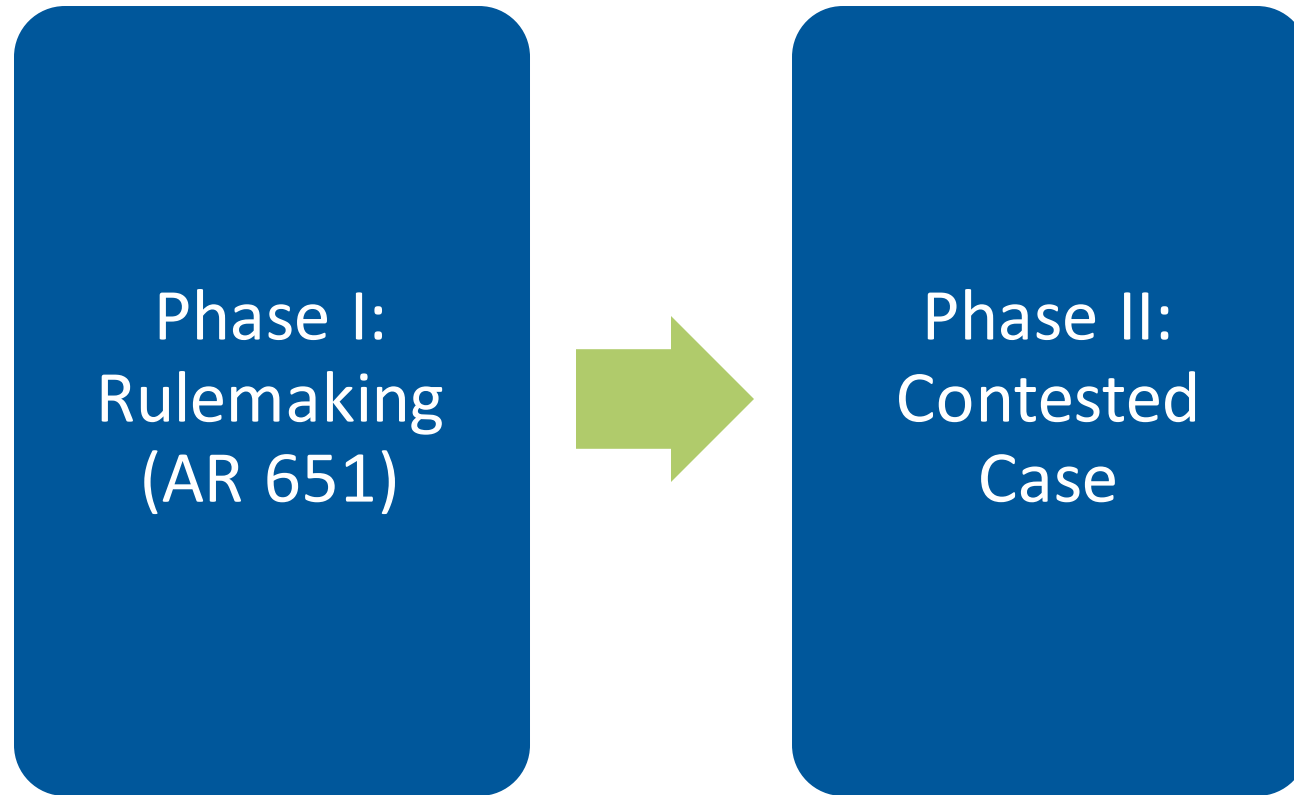 Phase I:
Rulemaking
(AR 651)
Phase II:
Contested
Case